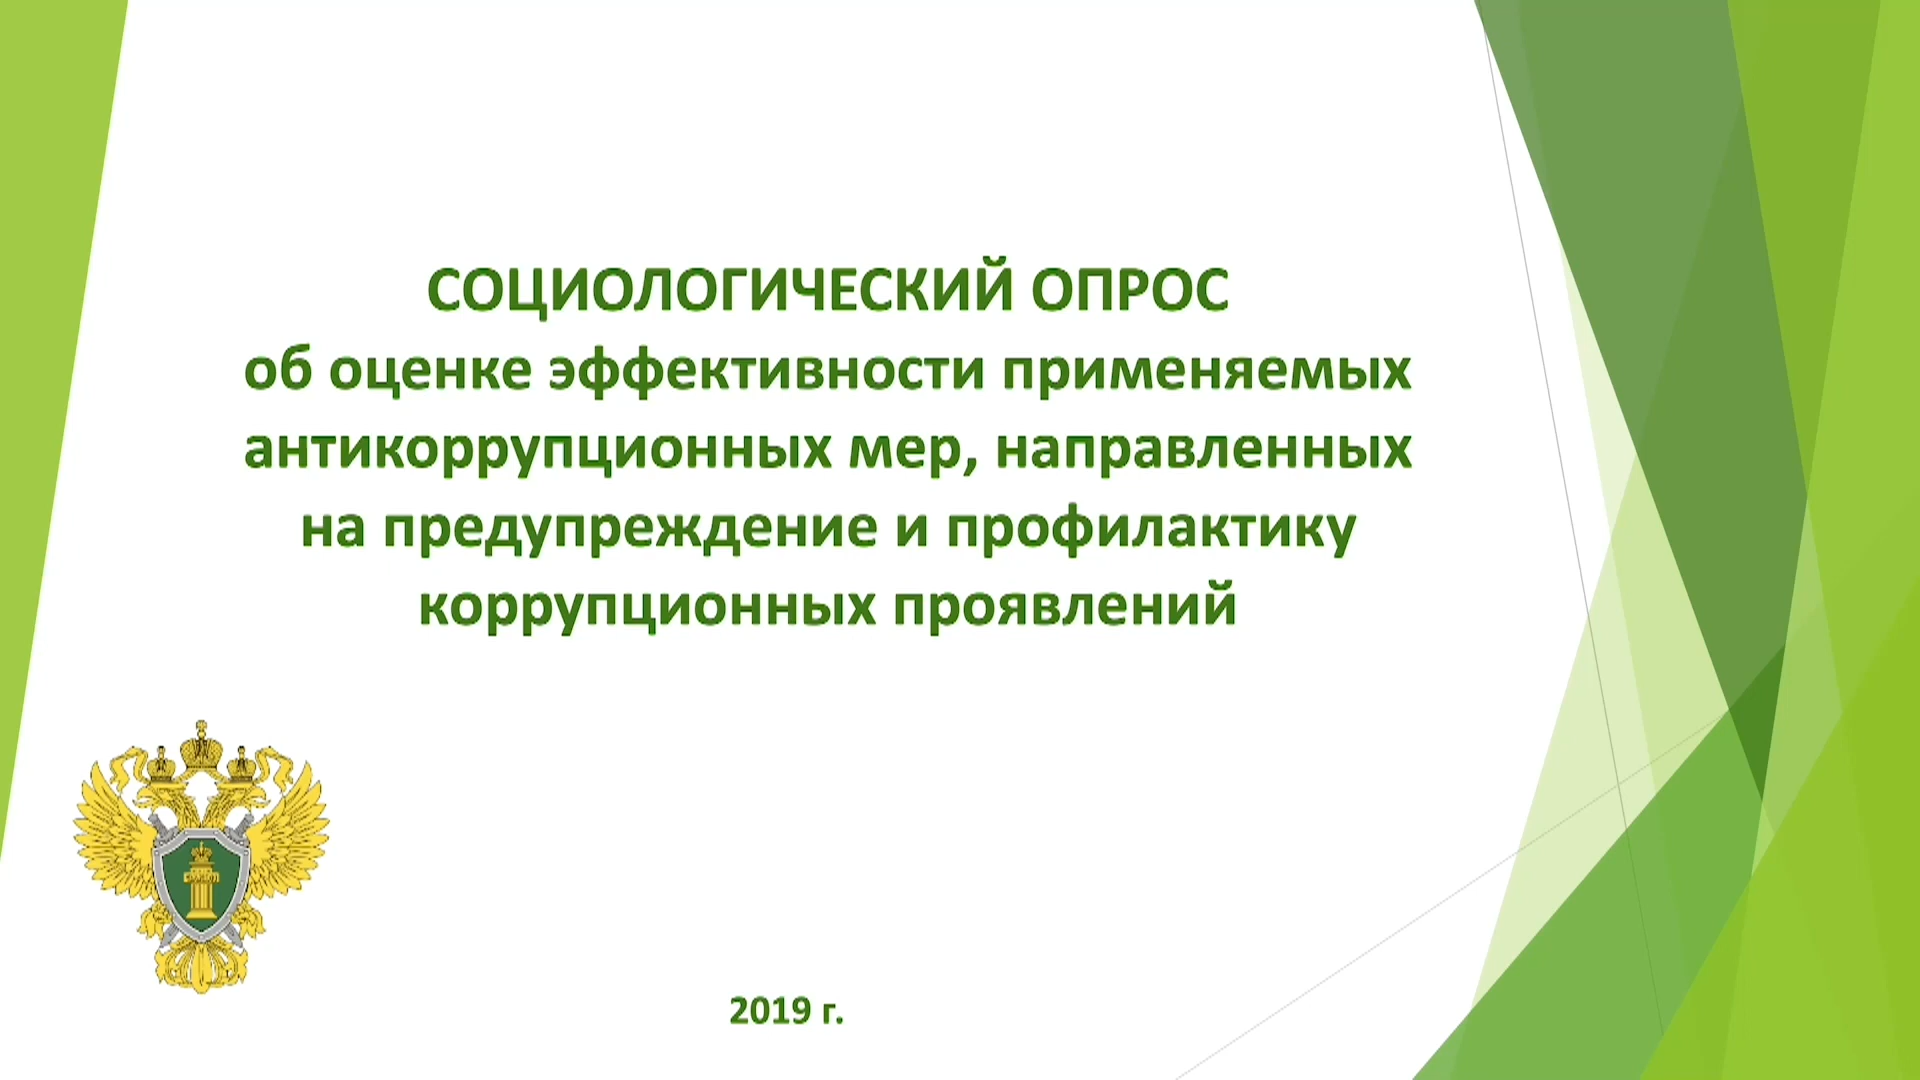 СОЦИОЛОГИЧЕСКИЙ ОПРОС
об оценке эффективности применяемых
антикоррупционных мер, направленных
на предупреждение и профилактику
коррупционных проявлений
2019 г.